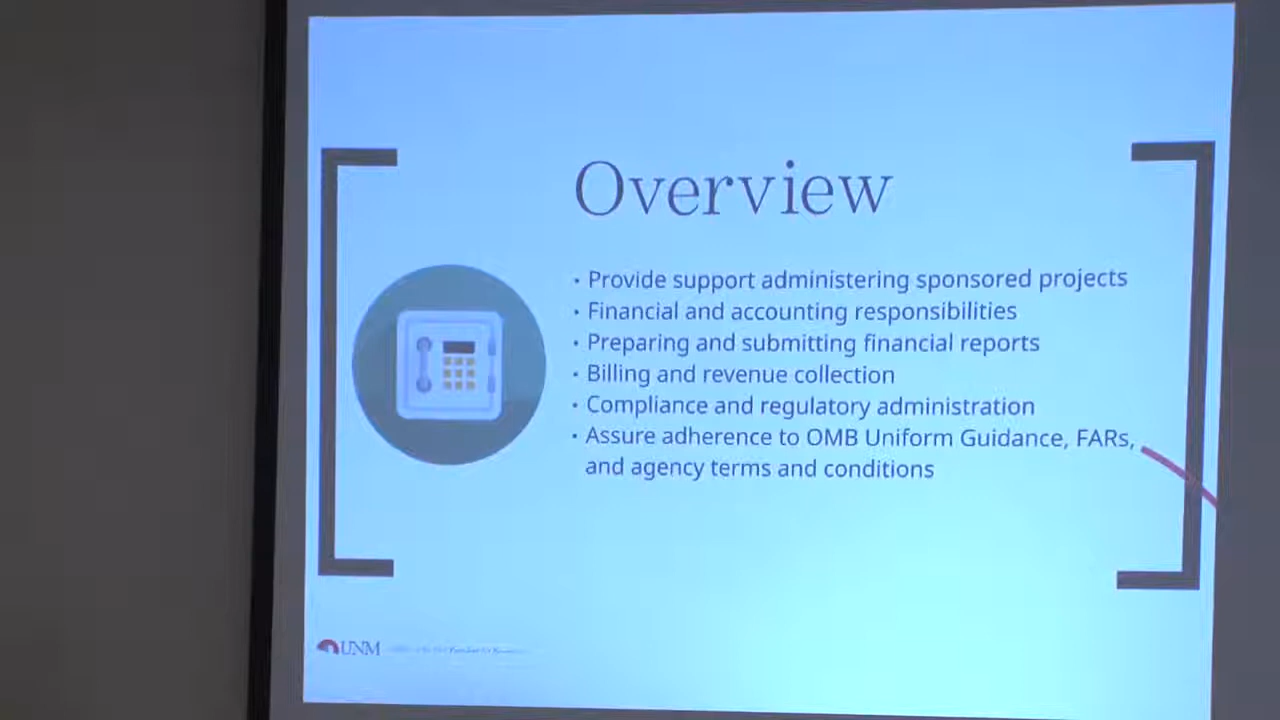 Overview
· Provide support administering sponsored projects
· Financial and accounting responsibilities
· Preparing and submitting financial reports
· Billing and revenue collection
· Compliance and regulatory administration
· Assure adherence to OMB Uniform Guidance, FARs,
and agency terms and conditions
UNM